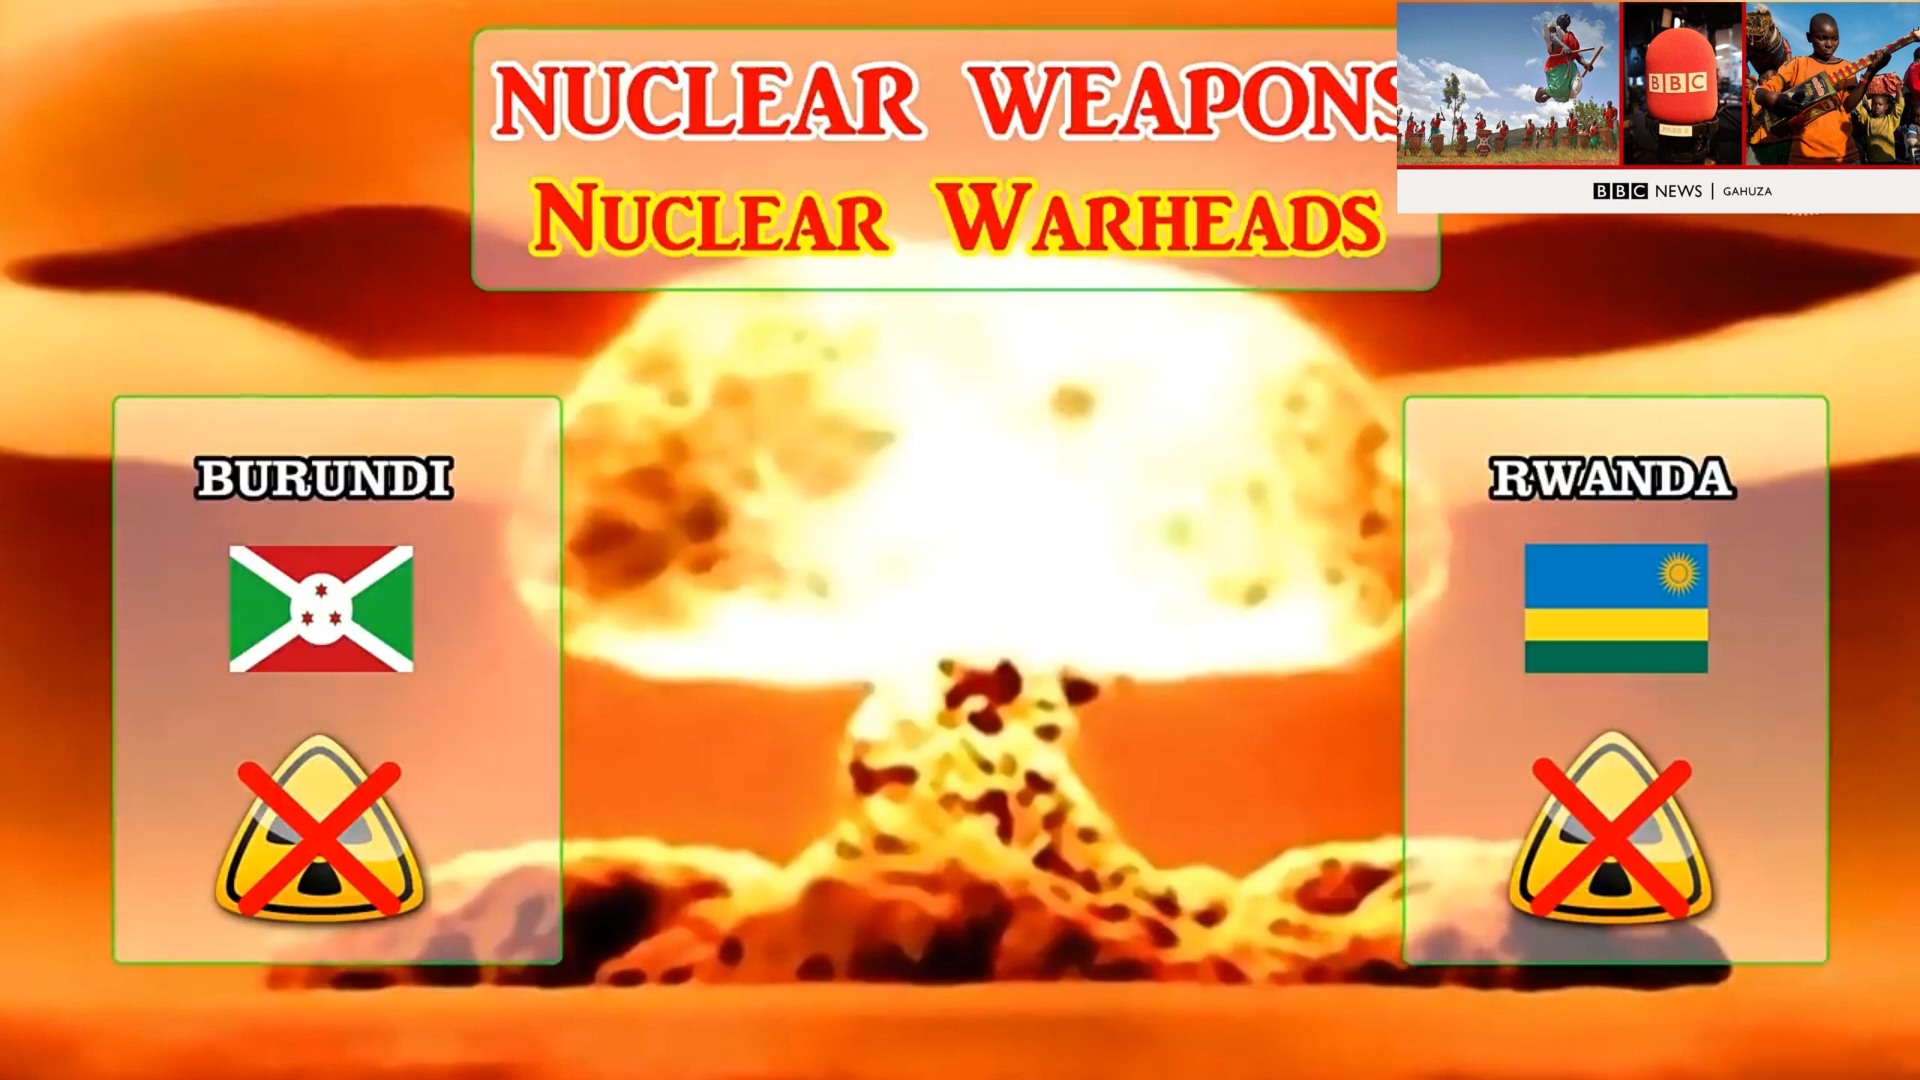 NUCLEAR WEAPONS
NUCLEAR WARHEADS
BBC
BBC NEWS | GAHUZA
BURUNDI
RWANDA